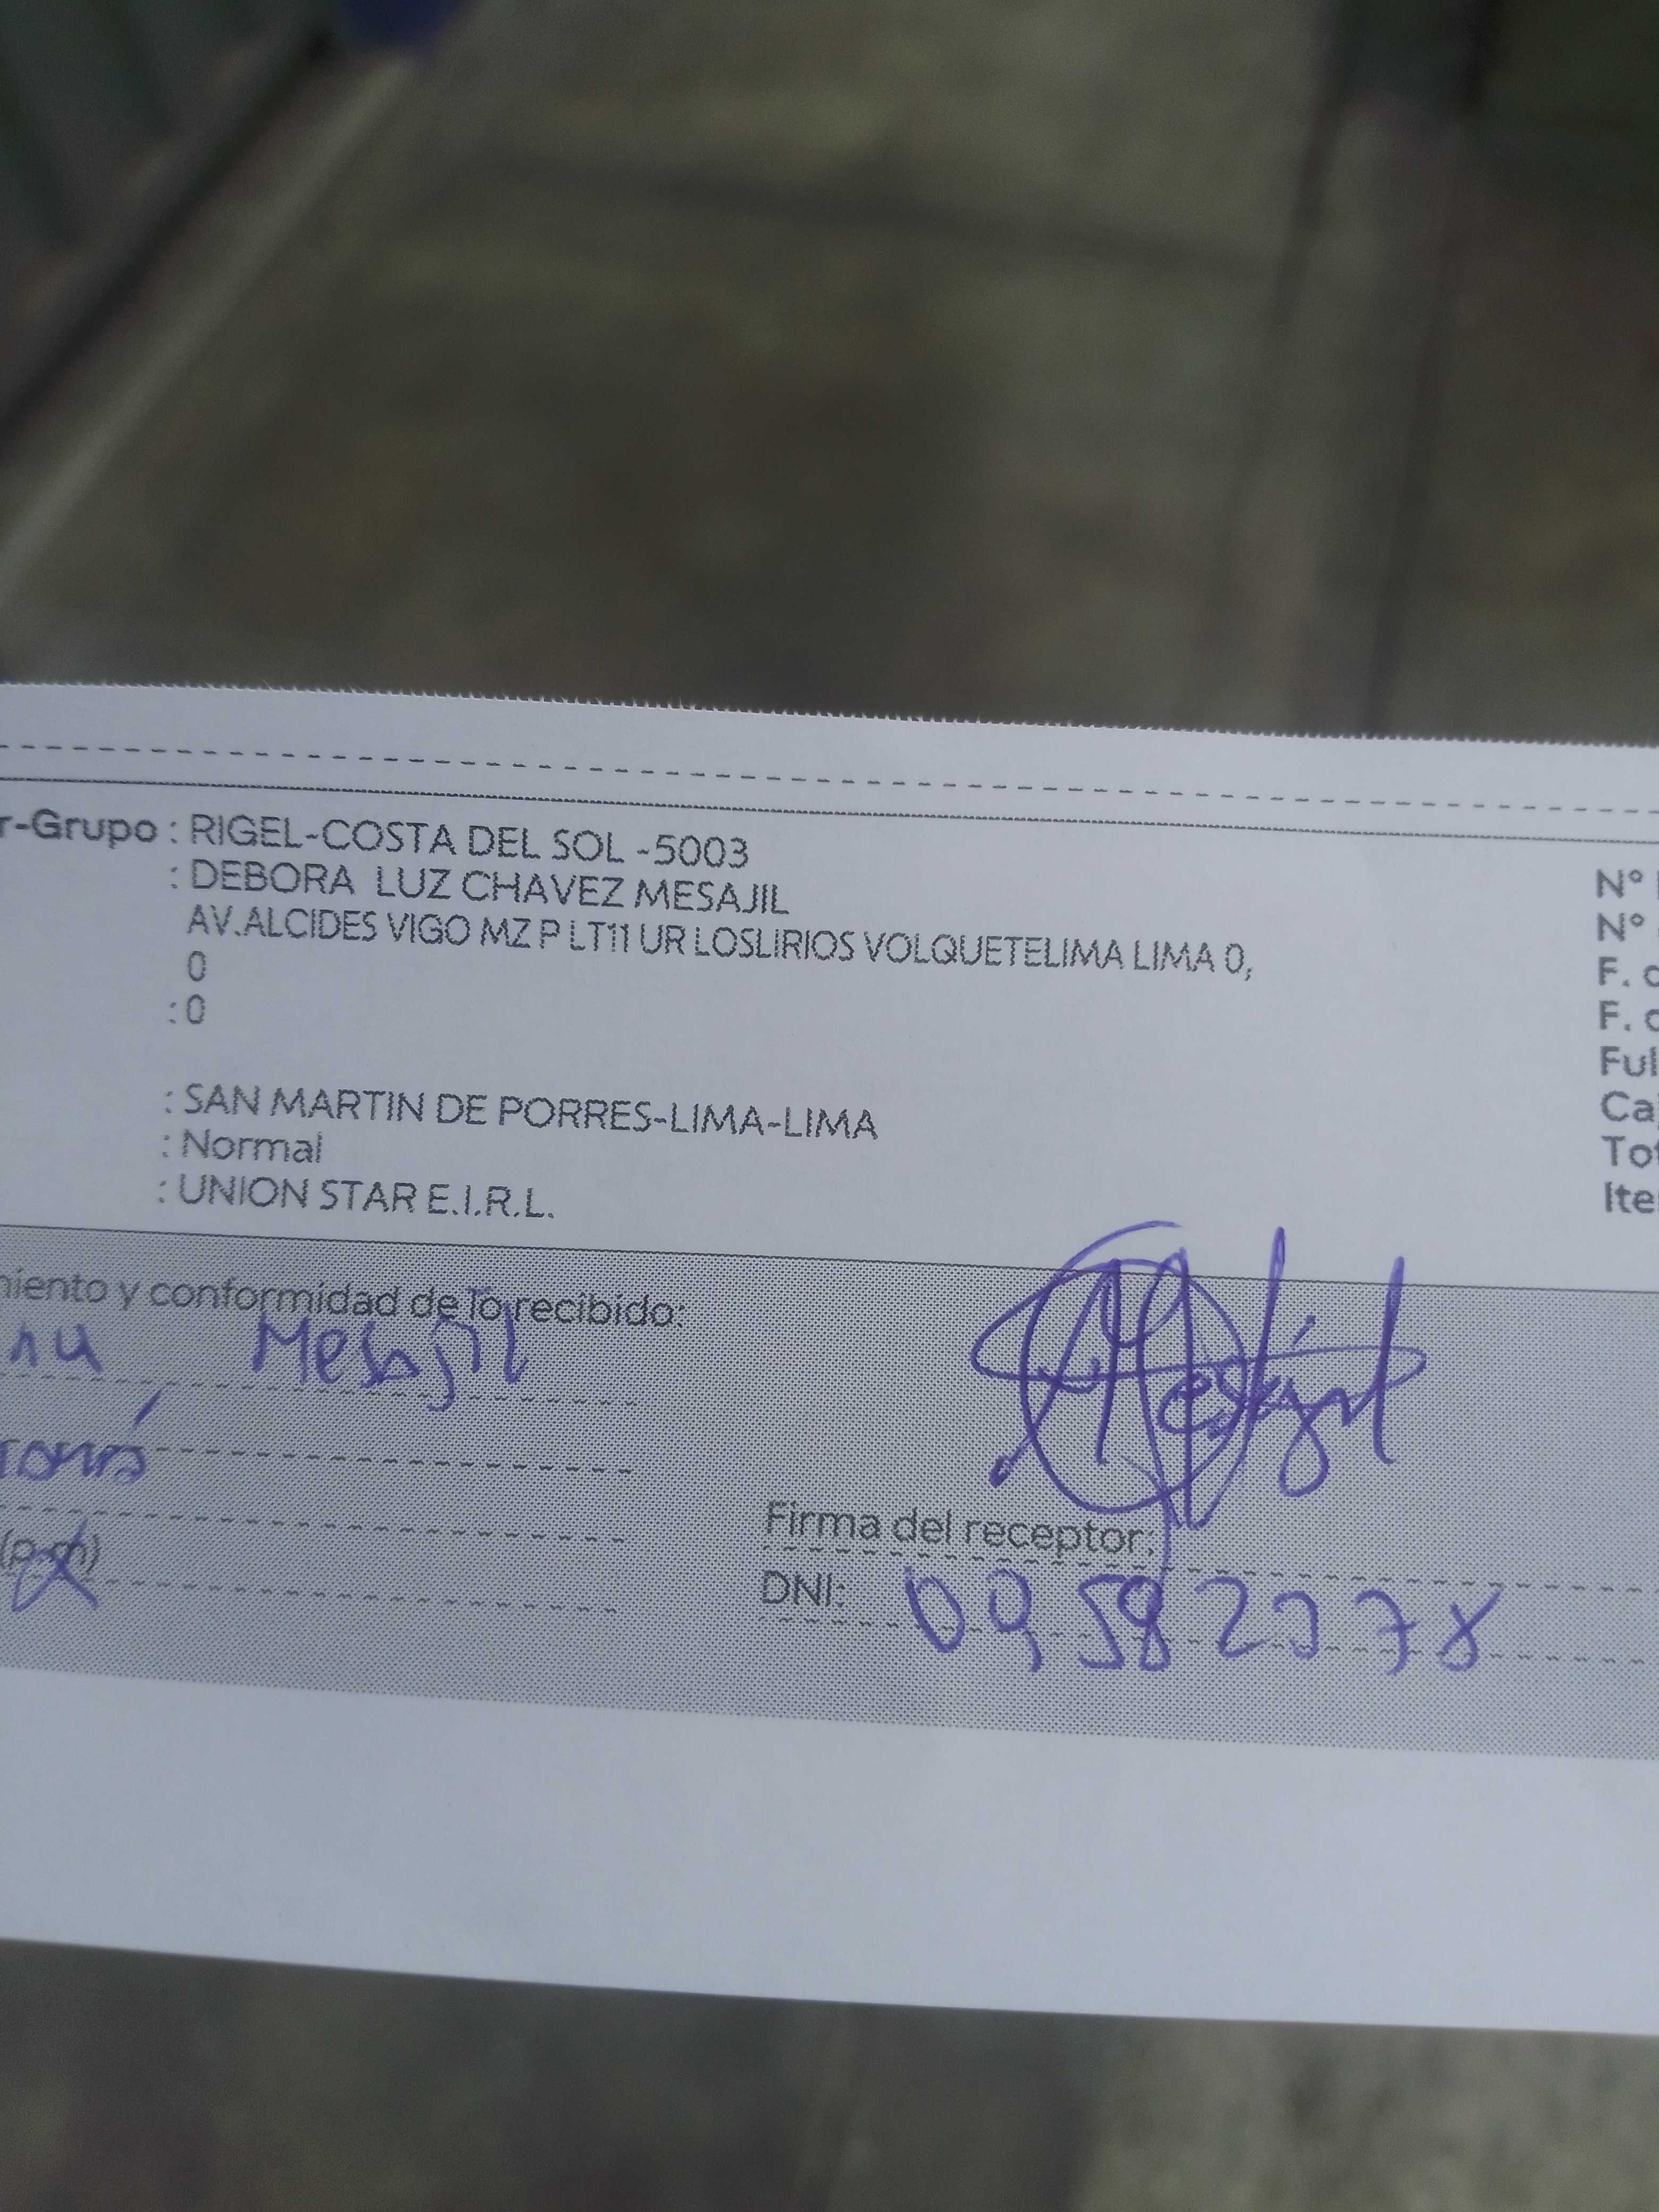 r-Grupo : RIGEL-COSTA DEL SOL -5003
: DEBORA LUZ CHAVEZ MESAJIL
AV.ALCIDES VIGO MZ P LT11 UR LOSLIRIOS VOLQUETELIMA LIMA 0,
0
: 0
: SAN MARTIN DE PORRES-LIMA-LIMA
: Normal
: UNION STAR E.I.R.L.
N°
N°
F.
F.
Ful
Ca
Tot
Ite
miento y conformidad de lo recibido:
Mesajil
(p.m)
Firma del receptor:
DNI: